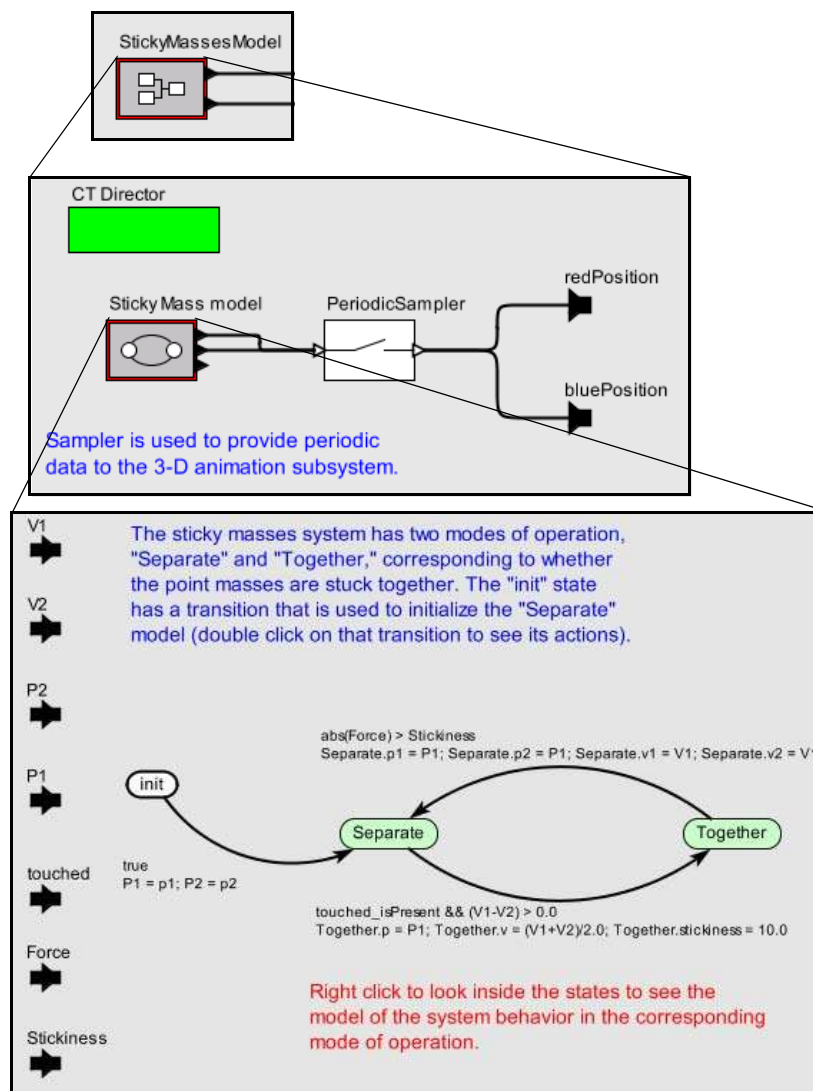 StickyMassesModel
CT Director
Sticky Mass model
PeriodicSampler
redPosition
bluePosition
Sampler is used to provide periodic
data to the 3-D animation subsystem.
V1
The sticky masses system has two modes of operation,
"Separate" and "Together," corresponding to whether
the point masses are stuck together. The "init" state
has a transition that is used to initialize the "Separate"
model (double click on that transition to see its actions).
V2
P2
abs(Force) > Stickiness
Separate.p1 = P1; Separate.p2 = P1; Separate.v1 = V1; Separate.v2 = V1
P1
init
Separate
Together
true
P1 = p1; P2 = p2
touched
touched_isPresent && (V1-V2) > 0.0
Together.p = P1; Together.v = (V1+V2)/2.0; Together.stickiness = 10.0
Force
Right click to look inside the states to see the
model of the system behavior in the corresponding
mode of operation.
Stickiness